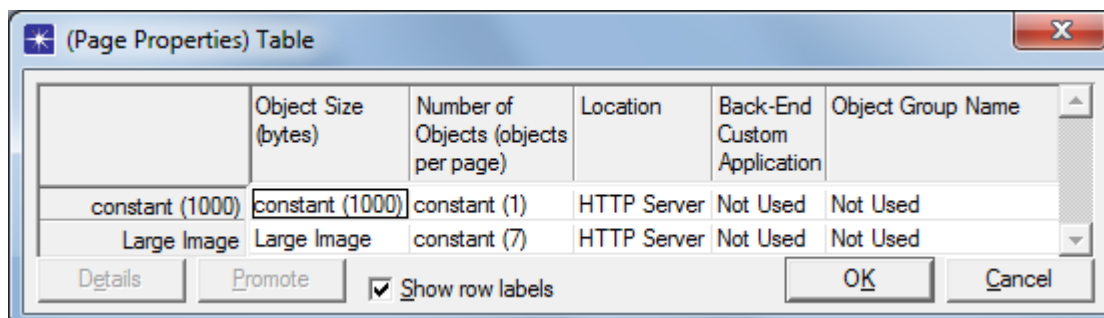 (Page Properties) Table
Object Size (bytes) Number of Objects (objects per page) Location Back-End Custom Application Object Group Name
constant (1000) constant (1000) constant (1) HTTP Server Not Used Not Used
Large Image Large Image constant (7) HTTP Server Not Used Not Used
Details Promote Show row labels OK Cancel